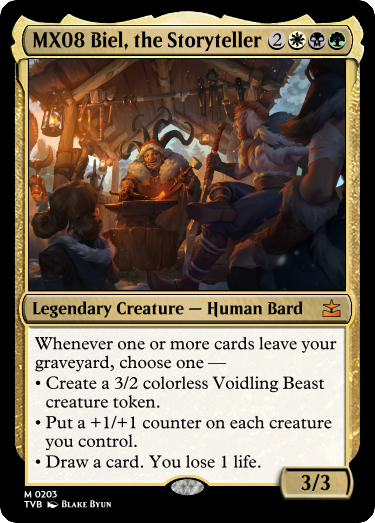 MX08 Biel, the Storyteller 2
Legendary Creature — Human Bard
Whenever one or more cards leave your
graveyard, choose one —
• Create a 3/2 colorless Voidling Beast
creature token.
• Put a +1/+1 counter on each creature
you control.
• Draw a card. You lose 1 life.
3/3
M 0203
TVB Blake Byun